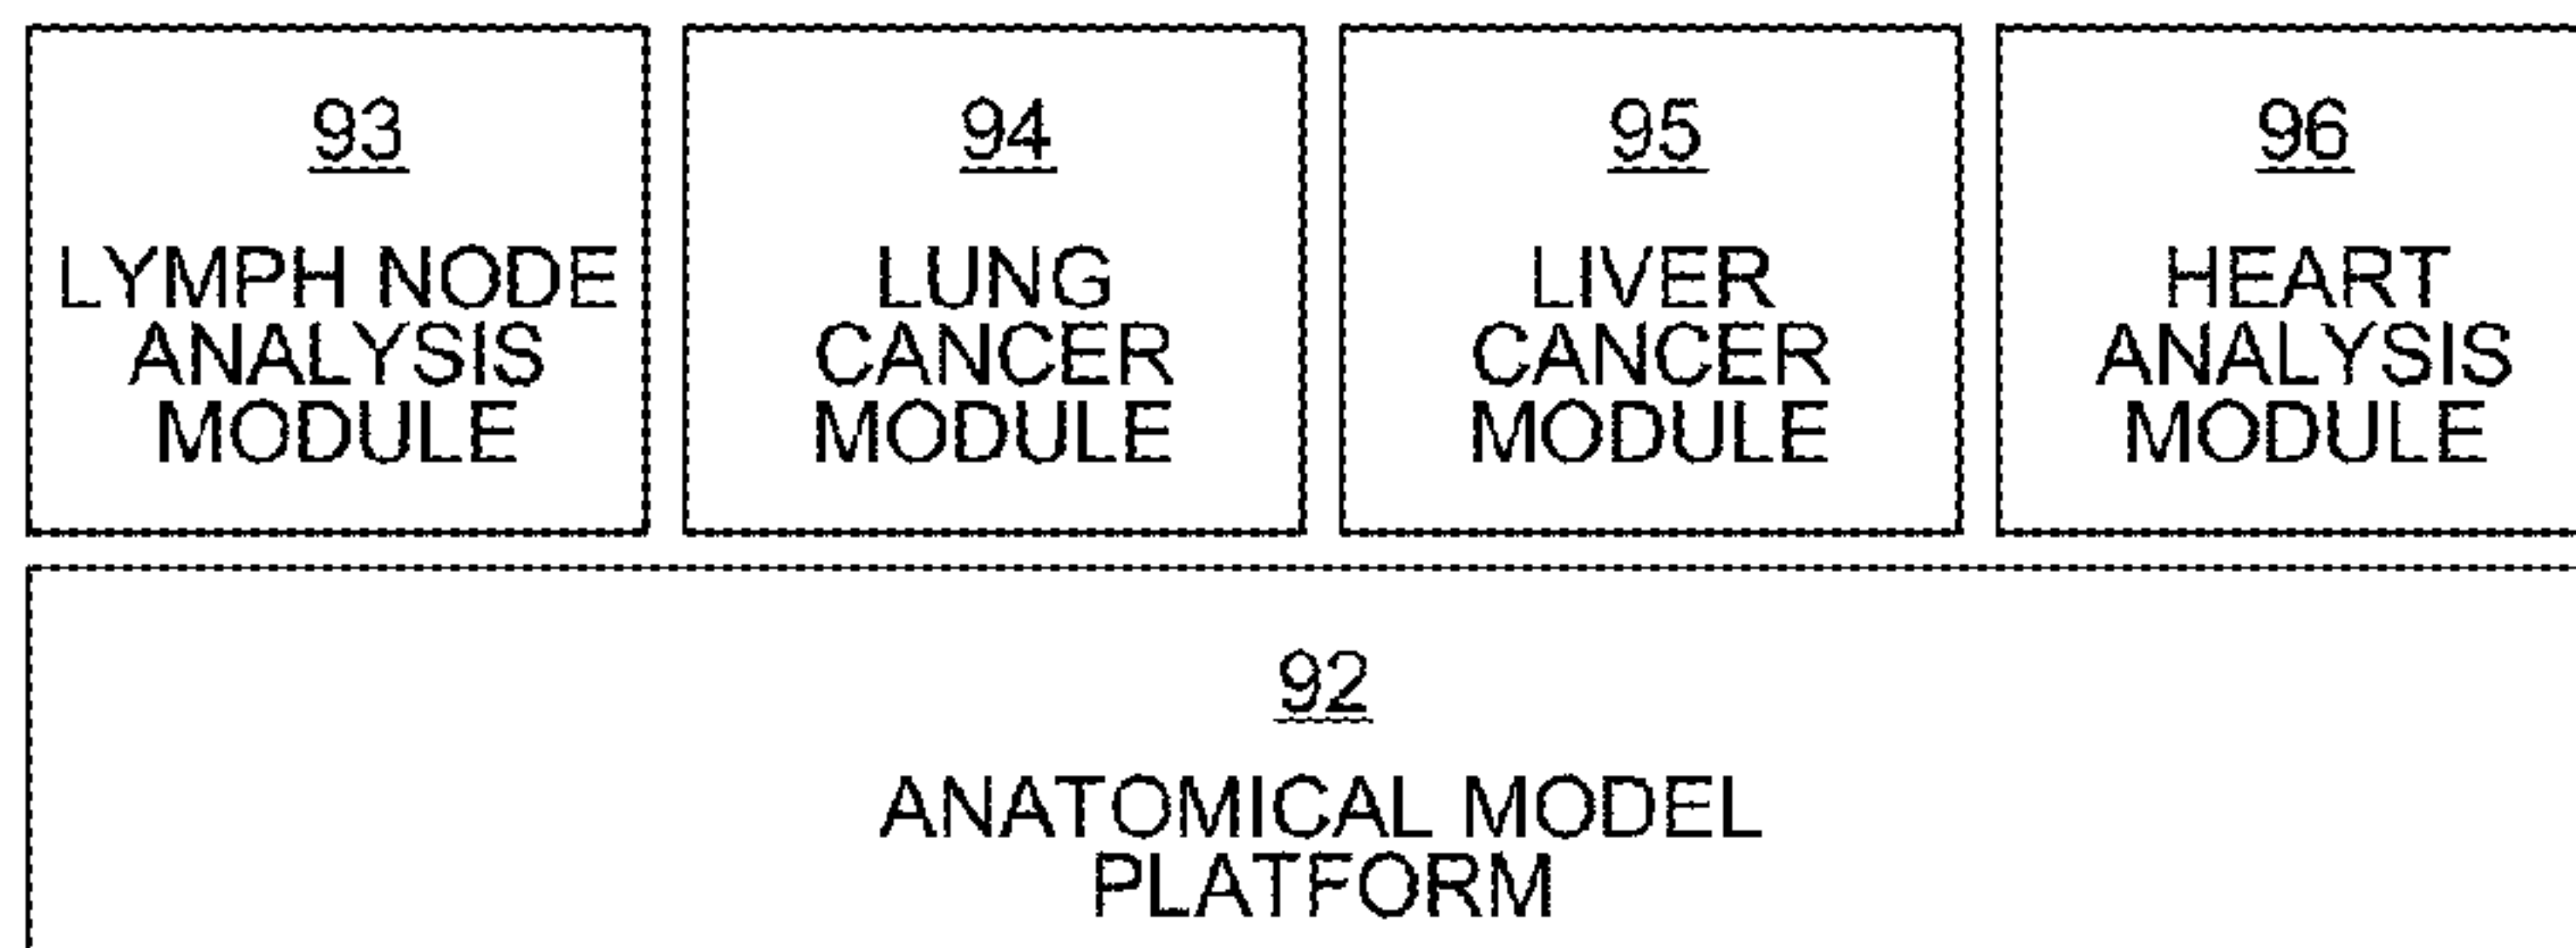 93
LYMPH NODE
ANALYSIS
MODULE
94
LUNG
CANCER
MODULE
95
LIVER
CANCER
MODULE
96
HEART
ANALYSIS
MODULE
92
ANATOMICAL MODEL
PLATFORM